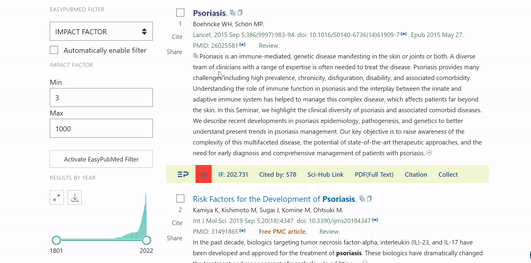 EASYPUBMED FILTER
IMPACT FACTOR
Automatically enable filter
IMPACT FACTOR
Min
3
Max
1000
Activate EasyPubMed Filter
RESULTS BY YEAR
1801
2022
1
Cite
Share
Psoriasis.
Boehncke WH, Schön MP.
Lancet. 2015 Sep 5;386(9997):983-94. doi: 10.1016/S0140-6736(14)61909-7. Epub 2015 May 27.
PMID: 26025581
Review.
Psoriasis is an immune-mediated, genetic disease manifesting in the skin or joints or both. A diverse
team of clinicians with a range of expertise is often needed to treat the disease. Psoriasis provides many
challenges including high prevalence, chronicity, disfiguration, disability, and associated comorbidity.
Understanding the role of immune function in psoriasis and the interplay between the innate and
adaptive immune system has helped to manage this complex disease, which affects patients far beyond
the skin. In this Seminar, we highlight the clinical diversity of psoriasis and associated comorbid diseases.
We describe recent developments in psoriasis epidemiology, pathogenesis, and genetics to better
understand present trends in psoriasis management. Our key objective is to raise awareness of the
complexity of this multifaceted disease, the potential of state-of-the-art therapeutic approaches, and the
need for early diagnosis and comprehensive management of patients with psoriasis.
EP
IF: 202.731
Cited by: 578
Sci-Hub Link
PDF(Full Text)
Citation
Collect
2
Cite
Share
Risk Factors for the Development of Psoriasis.
Kamiya K, Kishimoto M, Sugai J, Komine M, Ohtsuki M.
Int J Mol Sci. 2019 Sep 5;20(18):4347. doi: 10.3390/ijms20184347
PMID: 31491865
Free PMC article.
Review.
In the past decade, biologics targeting tumor necrosis factor-alpha, interleukin (IL)-23, and IL-17 have
been developed and approved for the treatment of psoriasis. These biologics have dramatically changed